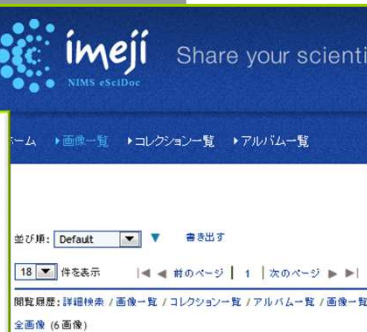 imeji Share your scienti
NIMS eSciDoc
ーム 画像一覧 コレクション一覧 アルバム一覧
並び順: Default 書き出す
18 件を表示 前のページ 1 次のページ
閲覧履歴: 詳細検索 / 画像一覧 / コレクション一覧 / アルバム一覧 / 画像一覧
全画像 (6 画像)